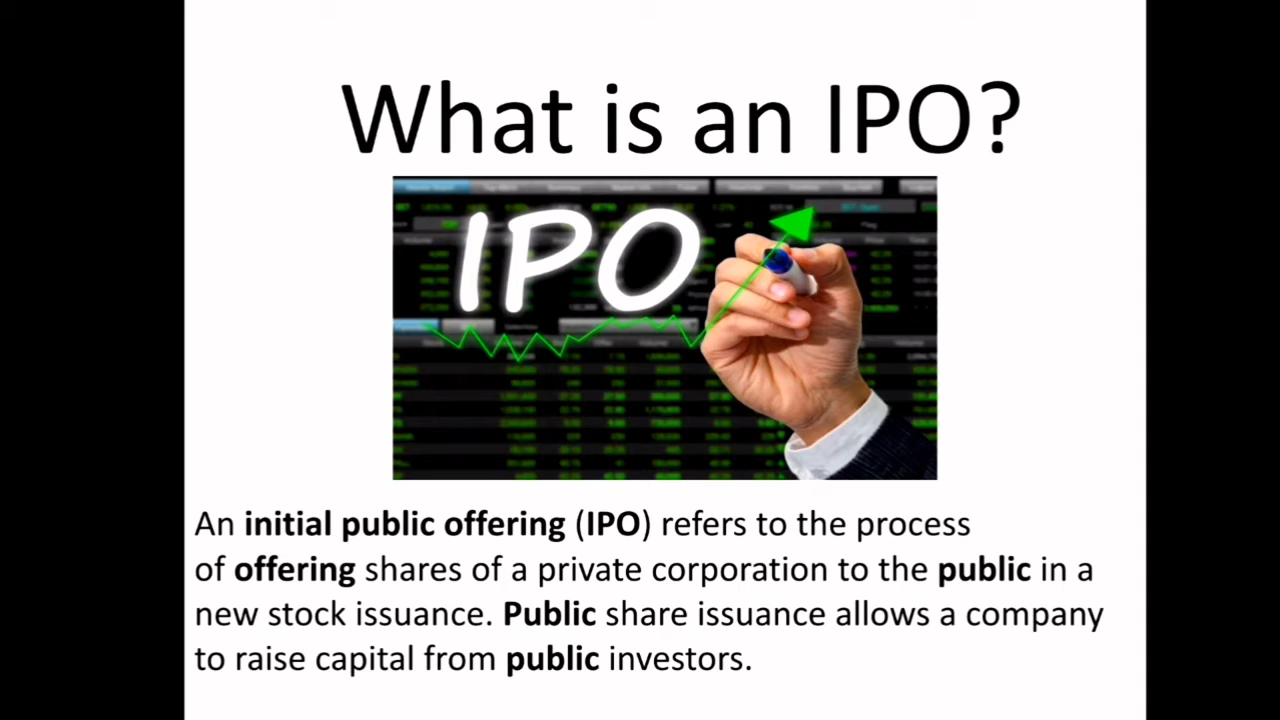 What is an IPO?
IPO
An initial public offering (IPO) refers to the process
of offering shares of a private corporation to the public in a
new stock issuance. Public share issuance allows a company
to raise capital from public investors.